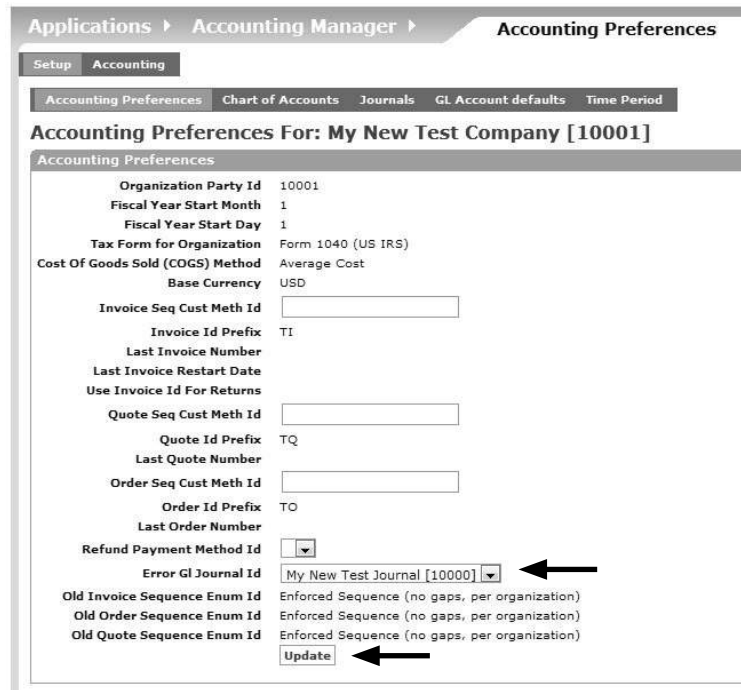 Applications Accounting Manager Accounting Preferences
Setup Accounting
Accounting Preferences Chart of Accounts Journals GL Account defaults Time Period
Accounting Preferences For: My New Test Company [10001]
Accounting Preferences
Organization Party Id 10001
Fiscal Year Start Month 1
Fiscal Year Start Day 1
Tax Form for Organization Form 1040 (US IRS)
Cost Of Goods Sold (COGS) Method Average Cost
Base Currency USD
Invoice Seq Cust Meth Id
Invoice Id Prefix TI
Last Invoice Number
Last Invoice Restart Date
Use Invoice Id For Returns
Quote Seq Cust Meth Id
Quote Id Prefix TQ
Last Quote Number
Order Seq Cust Meth Id
Order Id Prefix TO
Last Order Number
Refund Payment Method Id
Error Gl Journal Id My New Test Journal [10000]
Old Invoice Sequence Enum Id Enforced Sequence (no gaps, per organization)
Old Order Sequence Enum Id Enforced Sequence (no gaps, per organization)
Old Quote Sequence Enum Id Enforced Sequence (no gaps, per organization)
Update